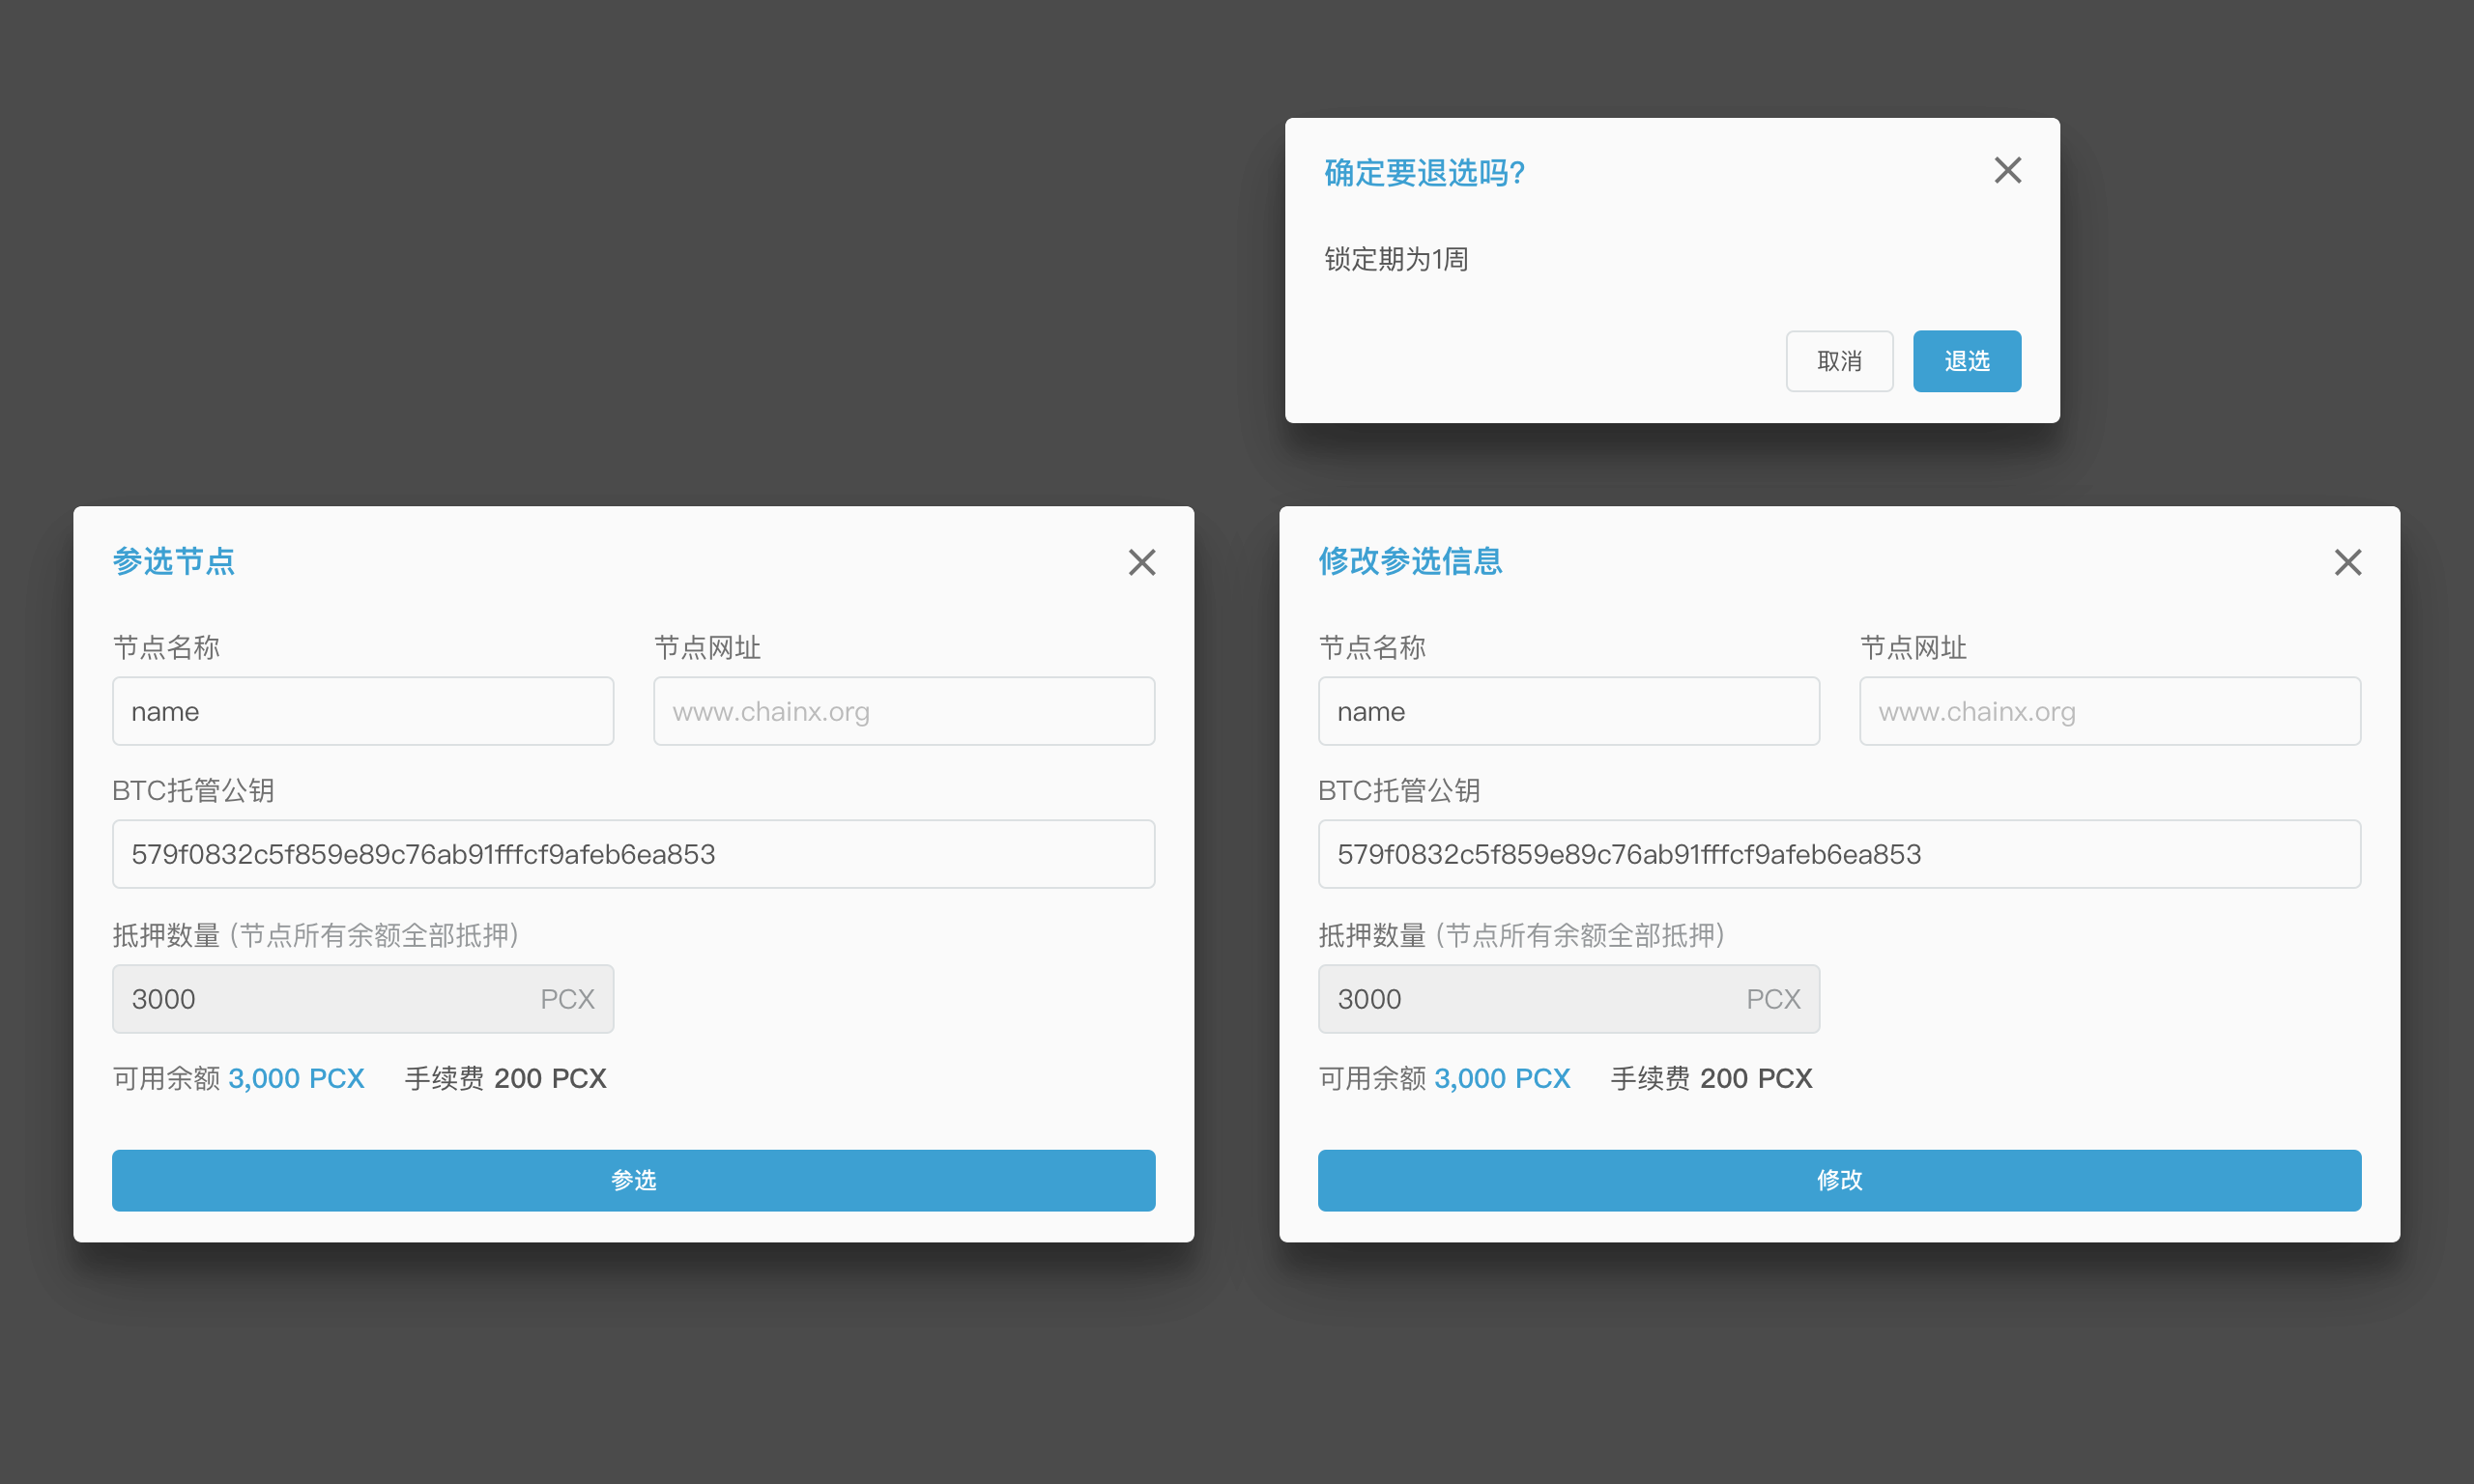 确定要退选吗?
锁定期为1周
取消 退选
参选节点
节点名称 节点网址
name www.chainx.org
BTC托管公钥
579f0832c5f859e89c76ab91fffcf9afeb6ea853
抵押数量 (节点所有余额全部抵押)
3000 PCX
可用余额 3,000 PCX 手续费 200 PCX
参选
修改参选信息
节点名称 节点网址
name www.chainx.org
BTC托管公钥
579f0832c5f859e89c76ab91fffcf9afeb6ea853
抵押数量 (节点所有余额全部抵押)
3000 PCX
可用余额 3,000 PCX 手续费 200 PCX
修改